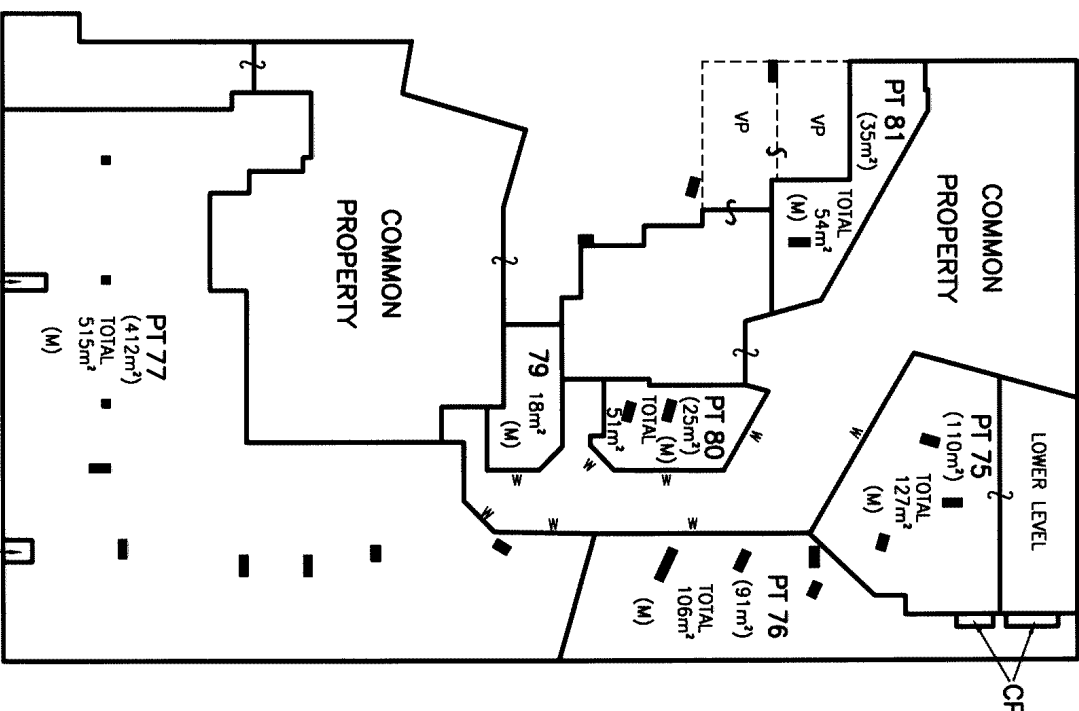 PT 81
(35m²)
TOTAL
54m²
(M)
VP
VP
COMMON
PROPERTY
COMMON
PROPERTY
LOWER LEVEL
PT 75
(110m²)
TOTAL
127m²
(M)
79
18m²
(M)
PT 80
(25m²)
TOTAL (M)
51m²
W
W
W
W
W
W
W
W
PT 76
(91m²)
TOTAL
106m²
(M)
PT 77
(412m²)
TOTAL
515m²
(M)